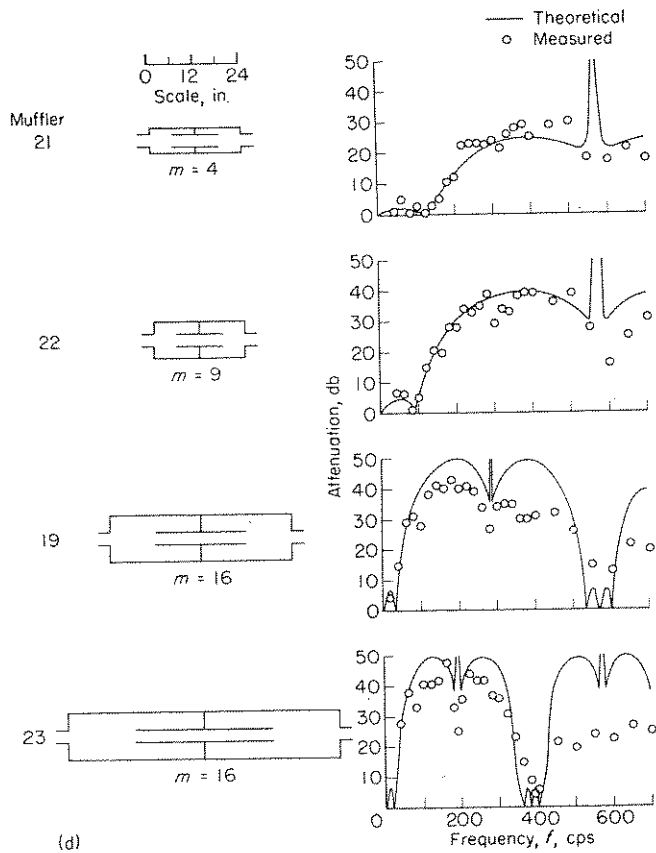 — Theoretical
○ Measured
0 12 24
Scale, in.
Muffler
21
m = 4
50
40
30
20
10
0
22
m = 9
50
40
30
20
10
0
Attenuation, db
19
m = 16
50
40
30
20
10
0
23
m = 16
50
40
30
20
10
0 200 400 600
Frequency, f, cps
(d)